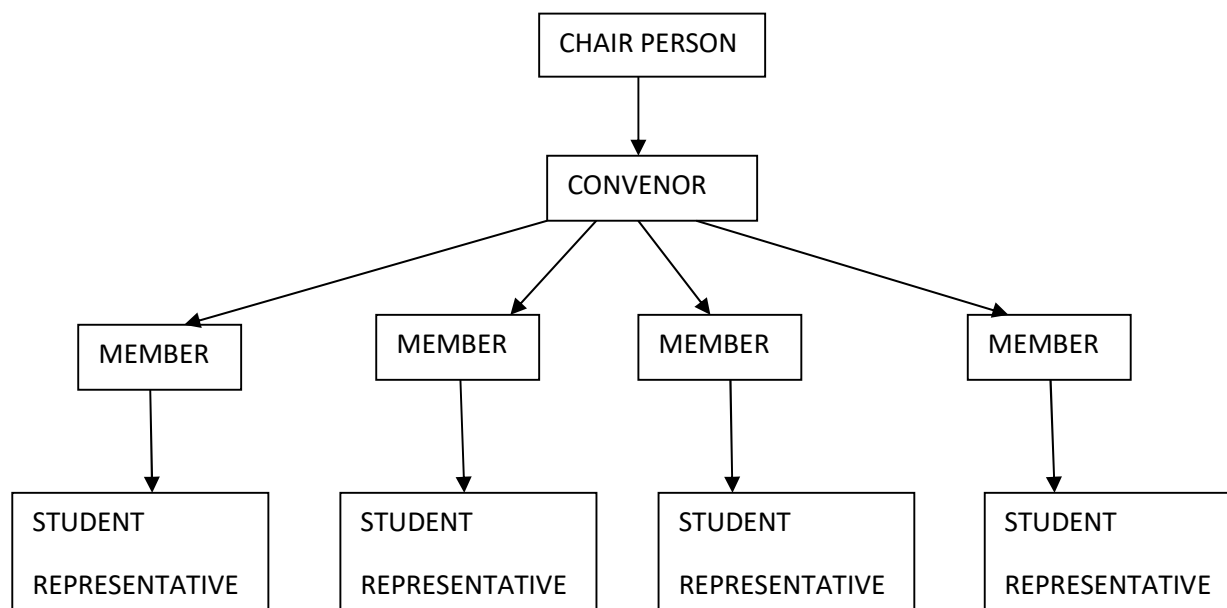 CHAIR PERSON
CONVENOR
MEMBER
MEMBER
MEMBER
MEMBER
STUDENT
REPRESENTATIVE
STUDENT
REPRESENTATIVE
STUDENT
REPRESENTATIVE
STUDENT
REPRESENTATIVE